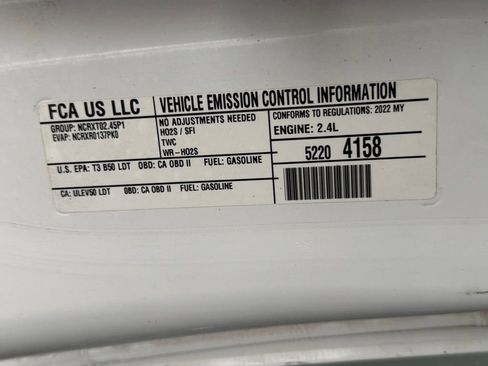 FCA US LLC
GROUP: NCRXT02.45P1
EVAP: NCRXR0137PK0
VEHICLE EMISSION CONTROL INFORMATION
NO ADJUSTMENTS NEEDED
HO2S / SFI
TWC
WR-HO2S
CONFORMS TO REGULATIONS: 2022 MY
ENGINE: 2.4L
5220 4158
U.S. EPA: T3 B50 LDT OBD: CA OBD II FUEL: GASOLINE
CA: ULEV50 LDT OBD: CA OBD II FUEL: GASOLINE